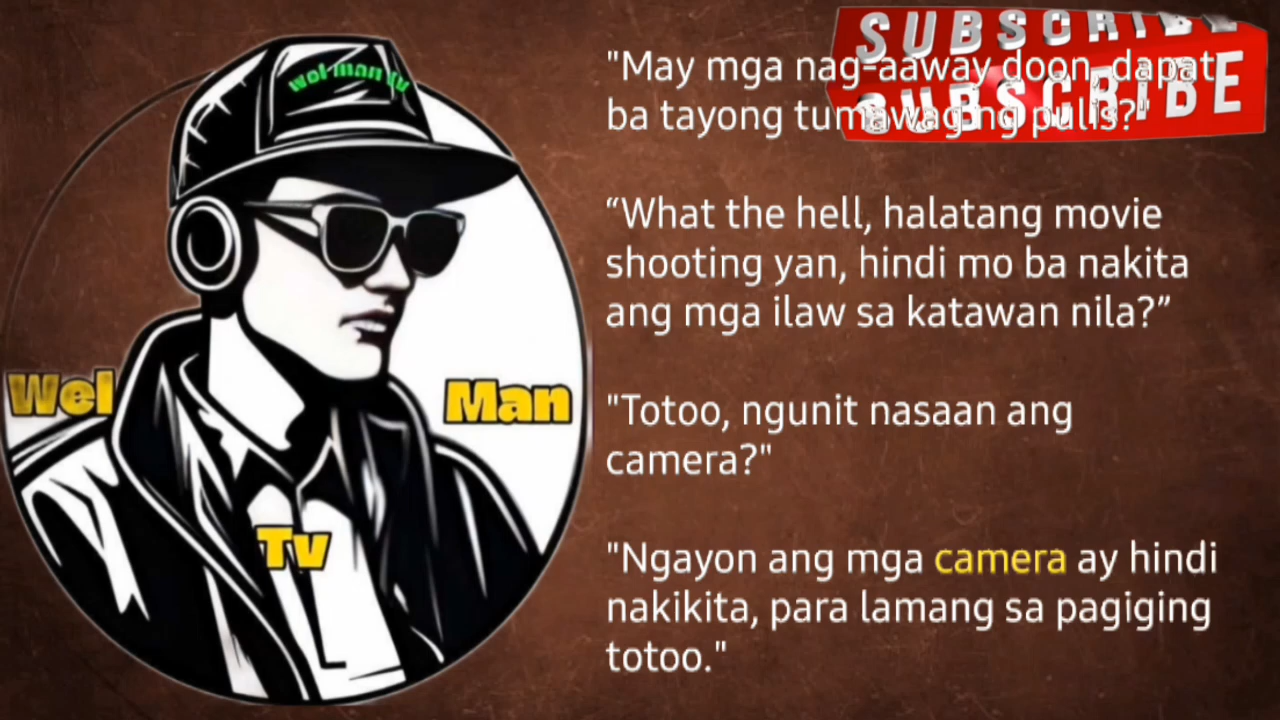 SUBSCRIBE
SUBSCRIBE
wel man tv
Wel
Man
Tv
"May mga nag-aaway doon, dapat
ba tayong tumawag ng pulis?"
“What the hell, halatang movie
shooting yan, hindi mo ba nakita
ang mga ilaw sa katawan nila?”
"Totoo, ngunit nasaan ang
camera?"
"Ngayon ang mga camera ay hindi
nakikita, para lamang sa pagiging
totoo."